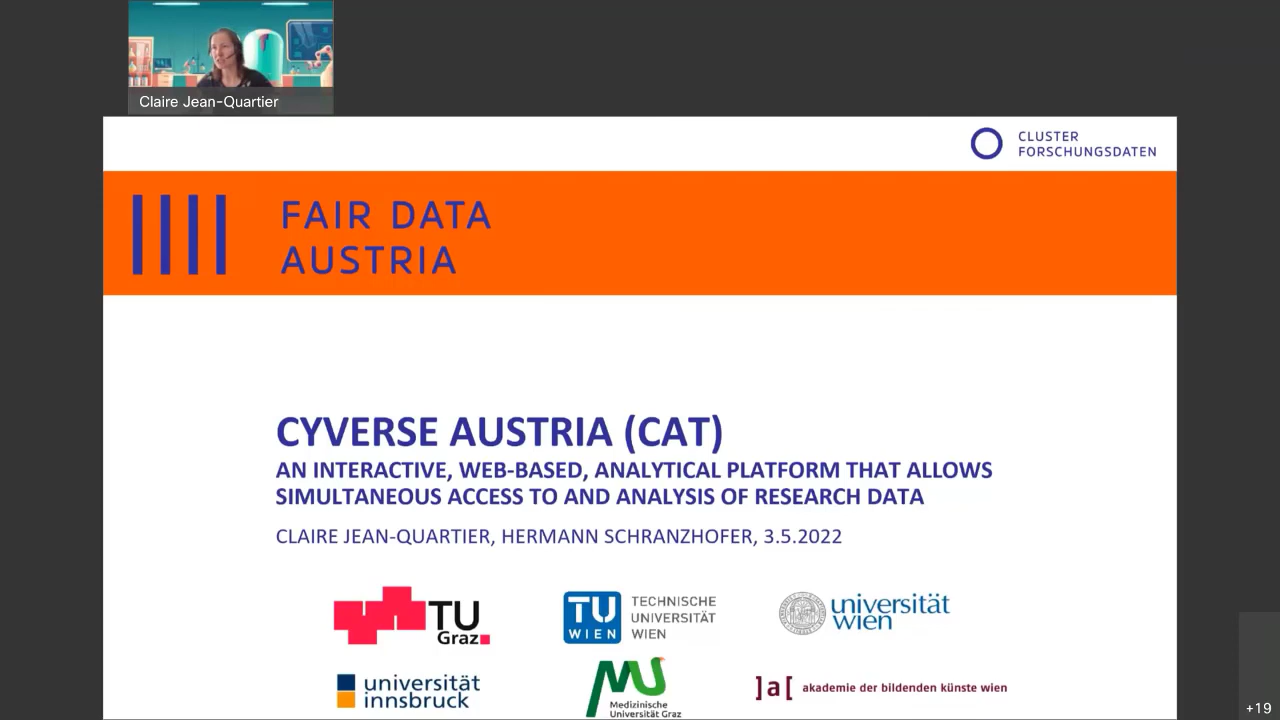 Claire Jean-Quartier
CLUSTER
FORSCHUNGSDATEN
FAIR DATA
AUSTRIA
CYVERSE AUSTRIA (CAT)
AN INTERACTIVE, WEB-BASED, ANALYTICAL PLATFORM THAT ALLOWS
SIMULTANEOUS ACCESS TO AND ANALYSIS OF RESEARCH DATA
CLAIRE JEAN-QUARTIER, HERMANN SCHRANZHOFER, 3.5.2022
TU
Graz
TU
WIEN
TECHNISCHE
UNIVERSITÄT
WIEN
universität
wien
universität
innsbruck
MU
Medizinische
Universität Graz
]a[ akademie der bildenden künste wien
+19